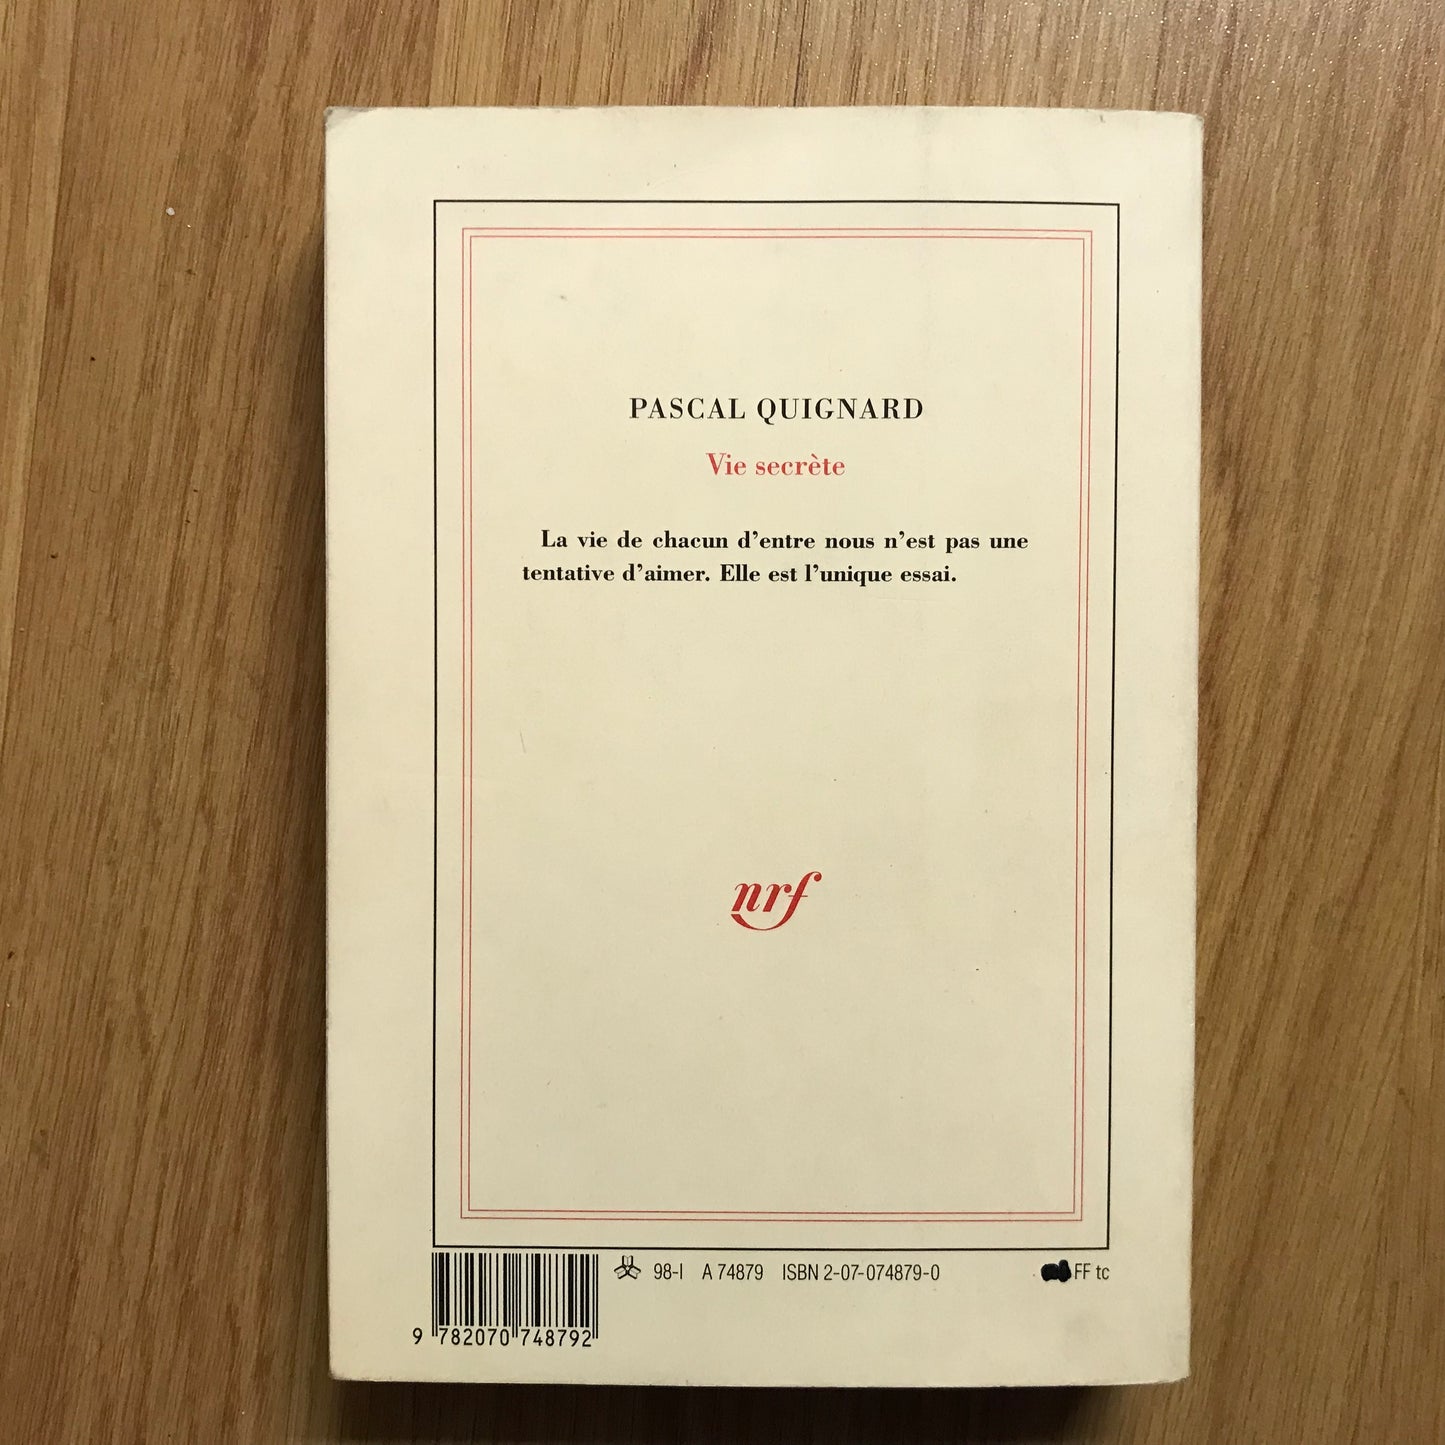 PASCAL QUIGNARD
Vie secrète
La vie de chacun d'entre nous n'est pas une
tentative d'aimer. Elle est l'unique essai.
nrf
98-I A 74879 ISBN 2-07-074879-0 FF tc
9 782070 748792